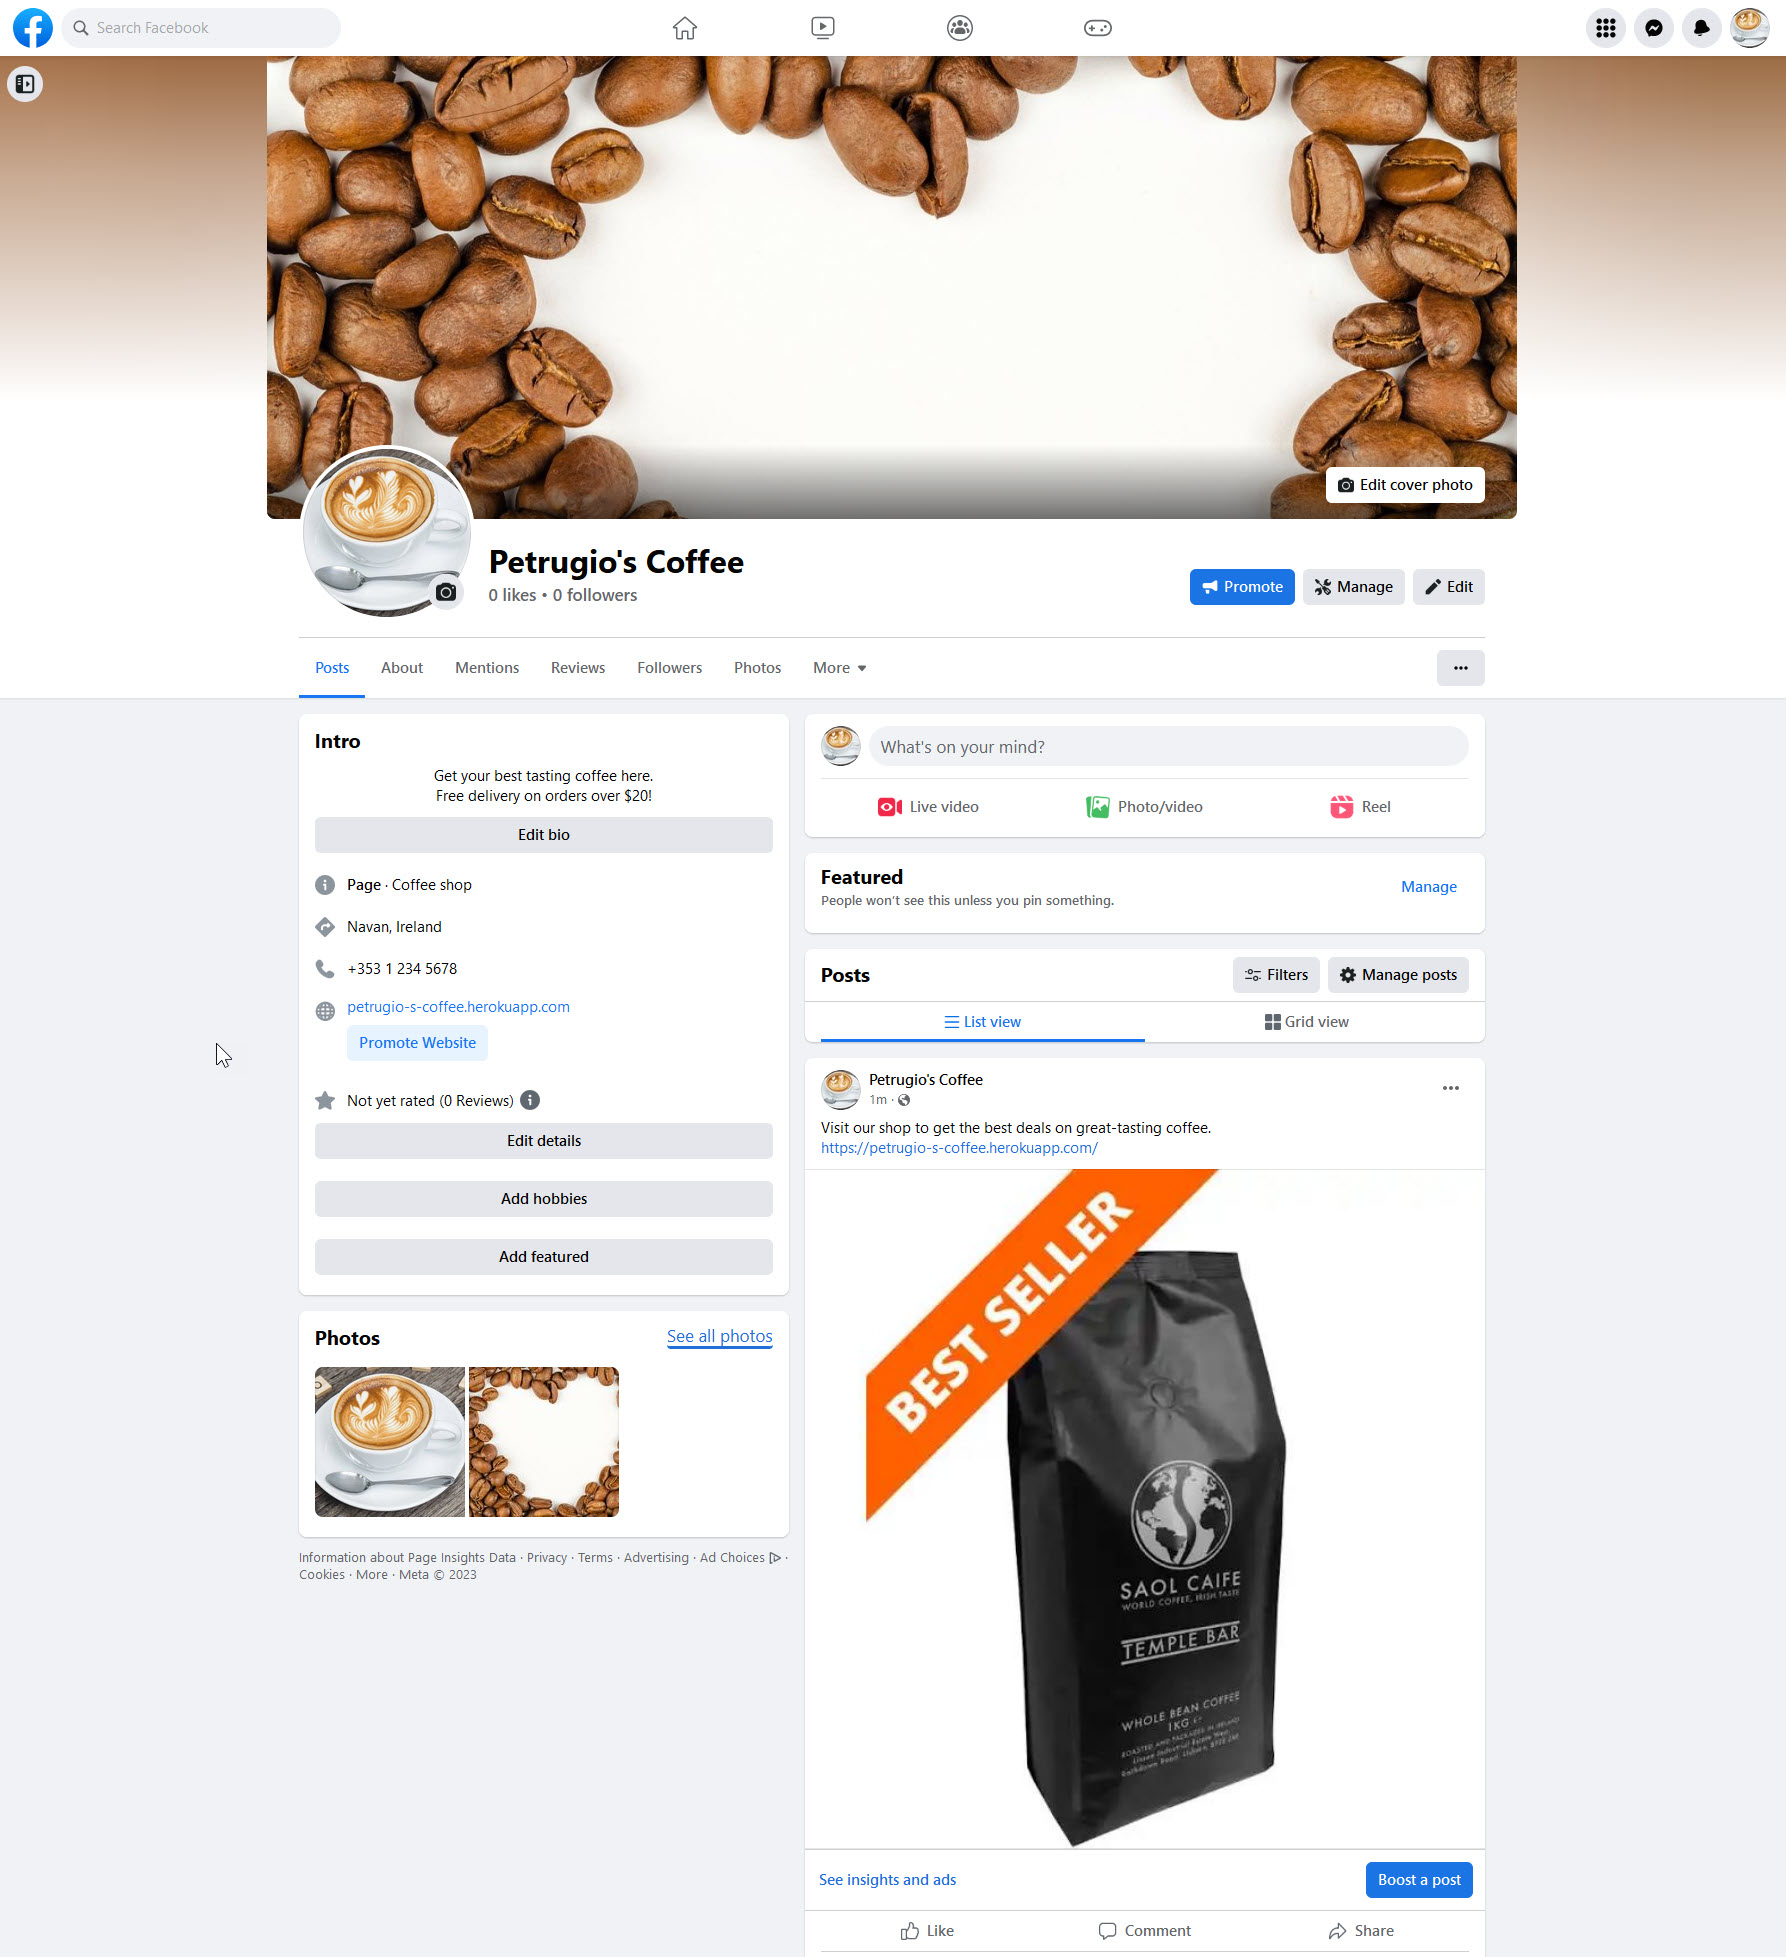 Search Facebook
Edit cover photo
Petrugio's Coffee
0 likes • 0 followers
Promote
Manage
Edit
Posts
About
Mentions
Reviews
Followers
Photos
More
Intro
Get your best tasting coffee here.
Free delivery on orders over $20!
Edit bio
Page · Coffee shop
Navan, Ireland
+353 1 234 5678
petrugio-s-coffee.herokuapp.com
Promote Website
Not yet rated (0 Reviews)
Edit details
Add hobbies
Add featured
Photos
See all photos
Information about Page Insights Data · Privacy · Terms · Advertising · Ad Choices ·
Cookies · More · Meta © 2023
What's on your mind?
Live video
Photo/video
Reel
Featured
People won't see this unless you pin something.
Manage
Posts
Filters
Manage posts
List view
Grid view
Petrugio's Coffee
1m ·
Visit our shop to get the best deals on great-tasting coffee.
https://petrugio-s-coffee.herokuapp.com/
BEST SELLER
SAOL CAIFE
WORLD COFFEE, IRISH TASTE
TEMPLE BAR
WHOLE BEAN COFFEE
1KG
ROASTED AND PACKAGED IN IRELAND
See insights and ads
Boost a post
Like
Comment
Share